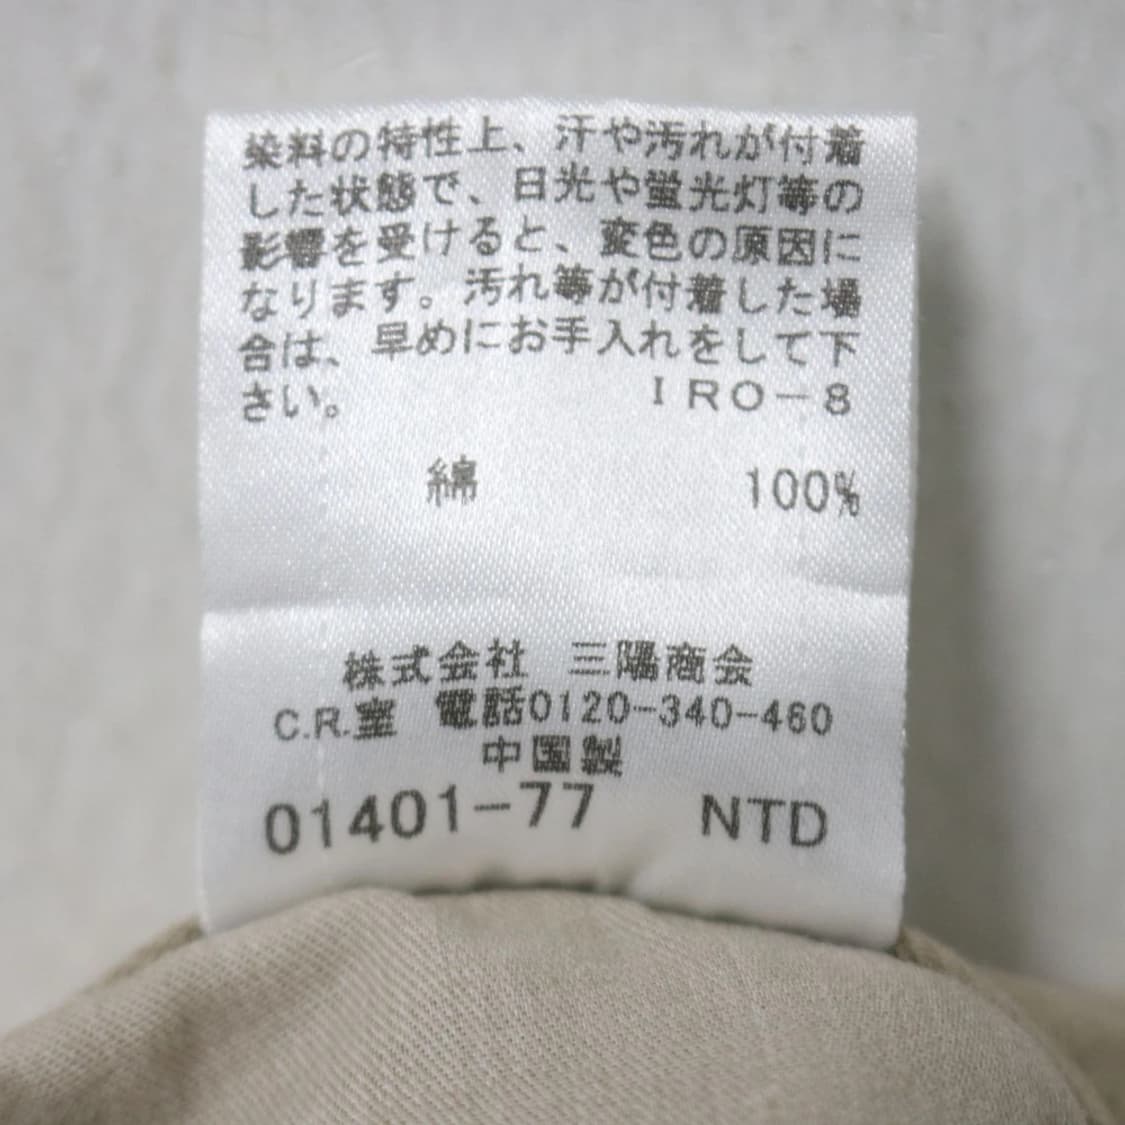 染料の特性上、汗や汚れが付着
した状態で、日光や蛍光灯等の
影響を受けると、変色の原因に
なります。汚れ等が付着した場
合は、早めにお手入れをして下
さい。 IRO-8
綿 100%
株式会社 三陽商会
C.R.室 電話0120-340-460
中国製
01401-77 NTD